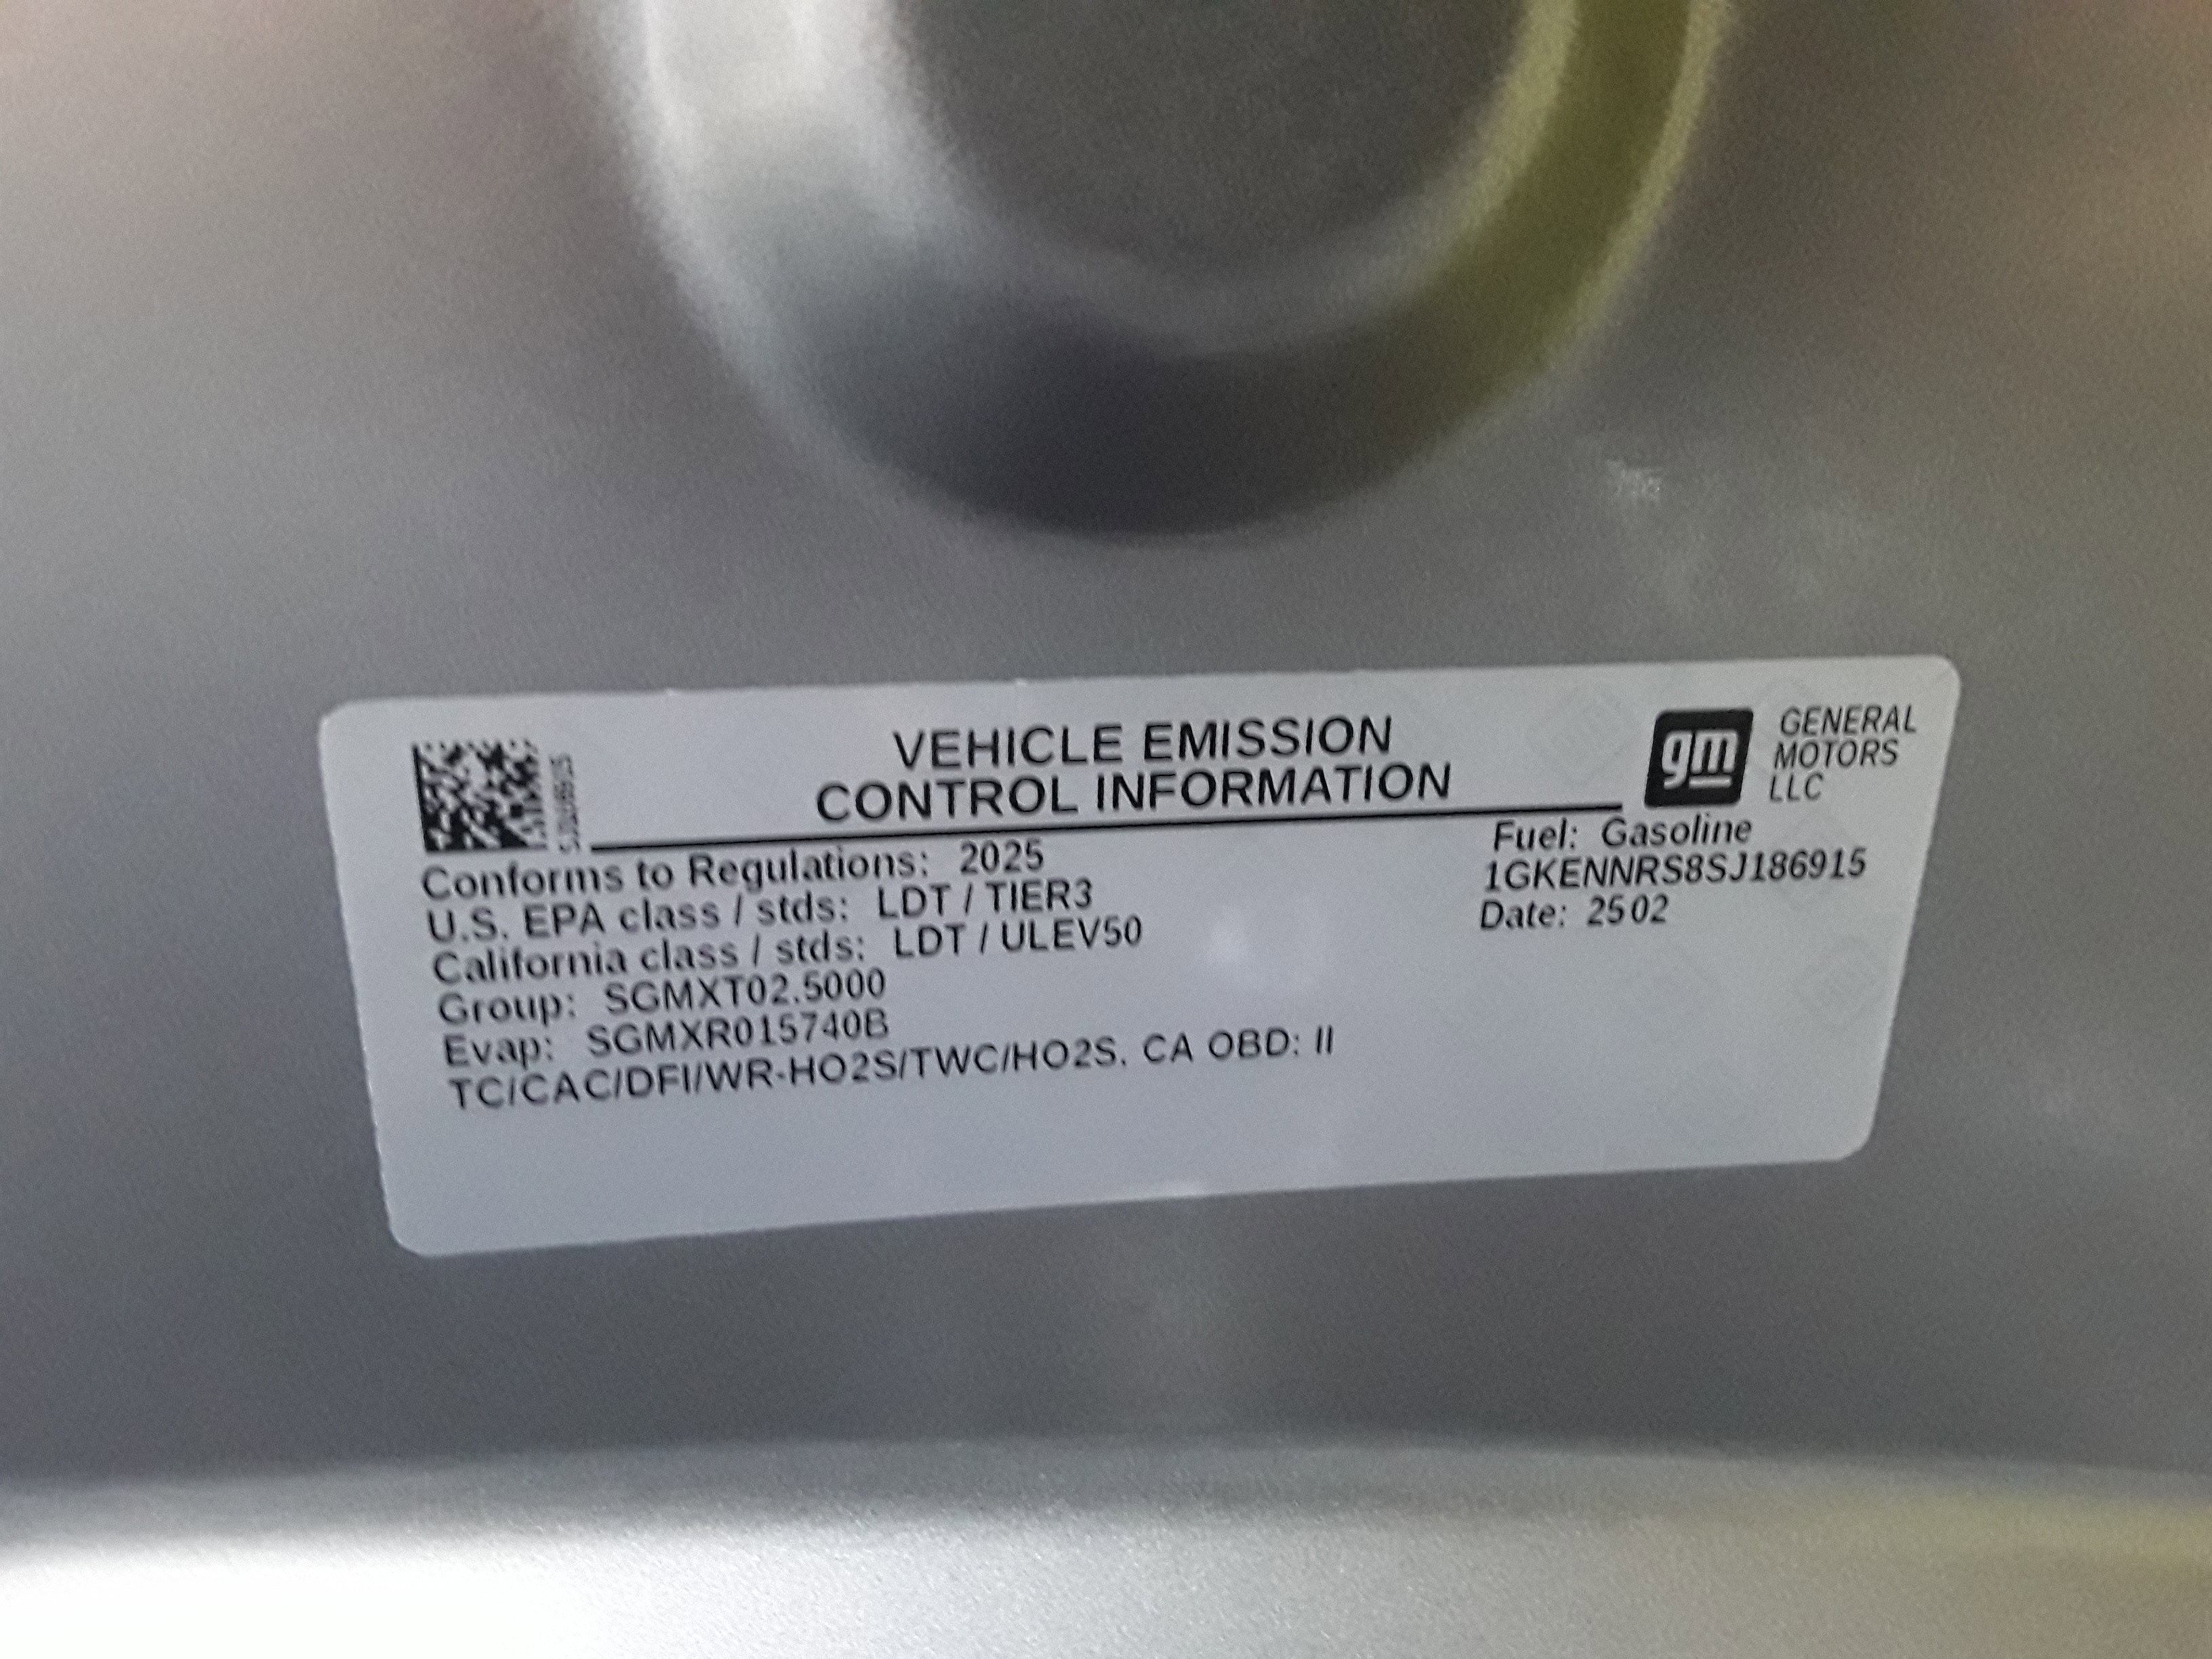 VEHICLE EMISSION
CONTROL INFORMATION
gm
GENERAL
MOTORS
LLC
Conforms to Regulations: 2025
U.S. EPA class / stds: LDT / TIER3
California class / stds: LDT / ULEV50
Group: SGMXT02.5000
Evap: SGMXR015740B
TC/CAC/DFI/WR-HO2S/TWC/HO2S. CA OBD: II
Fuel: Gasoline
1GKENNRS8SJ186915
Date: 2502